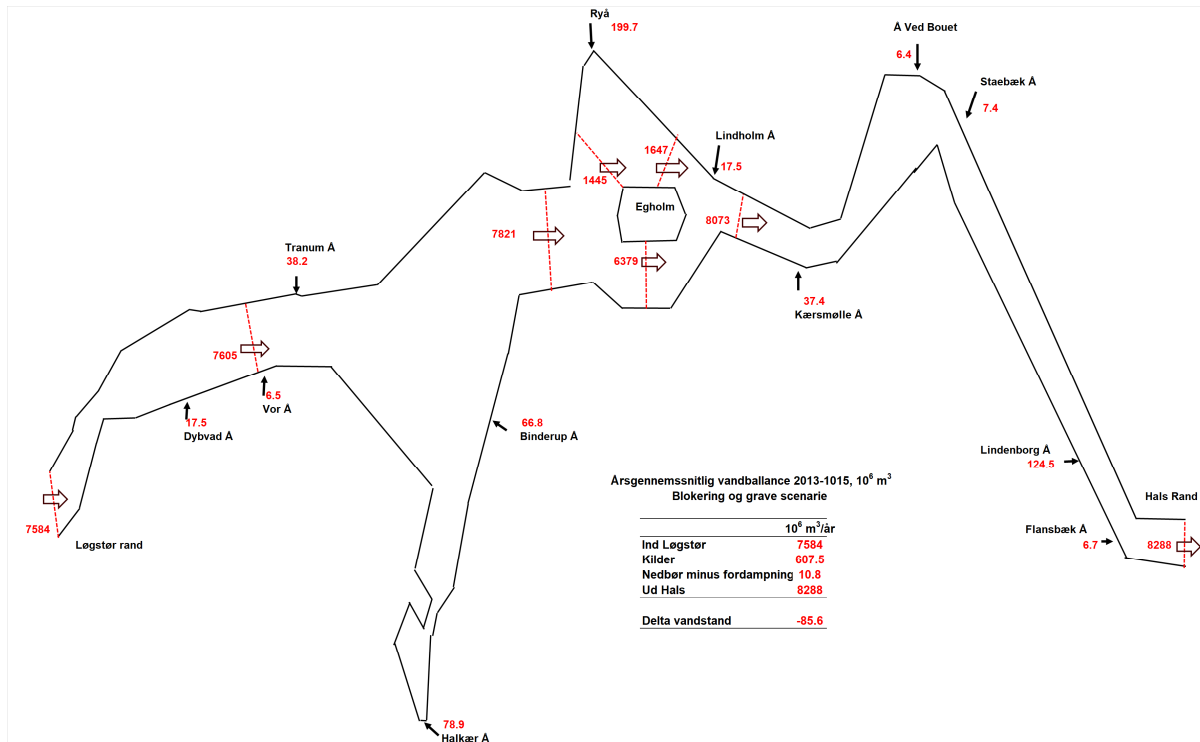 Ryå
199.7
Å Ved Bouet
6.4
Staebæk Å
7.4
Lindholm Å
17.5
1647
1445
Egholm
8073
7821
6379
Tranum Å
38.2
37.4
Kærsmølle Å
7605
6.5
Vor Å
17.5
Dybvad Å
66.8
Binderup Å
Lindenborg Å
124.5
Hals Rand
Årsgennemssnitlig vandballance 2013-1015, 10⁶ m³
Blokering og grave scenarie
10⁶ m³/år
Ind Løgstør 7584
Kilder 607.5
Nedbør minus fordampning 10.8
Ud Hals 8288
Delta vandstand -85.6
7584
Løgstør rand
Flansbæk Å
6.7
8288
78.9
Halkær Å